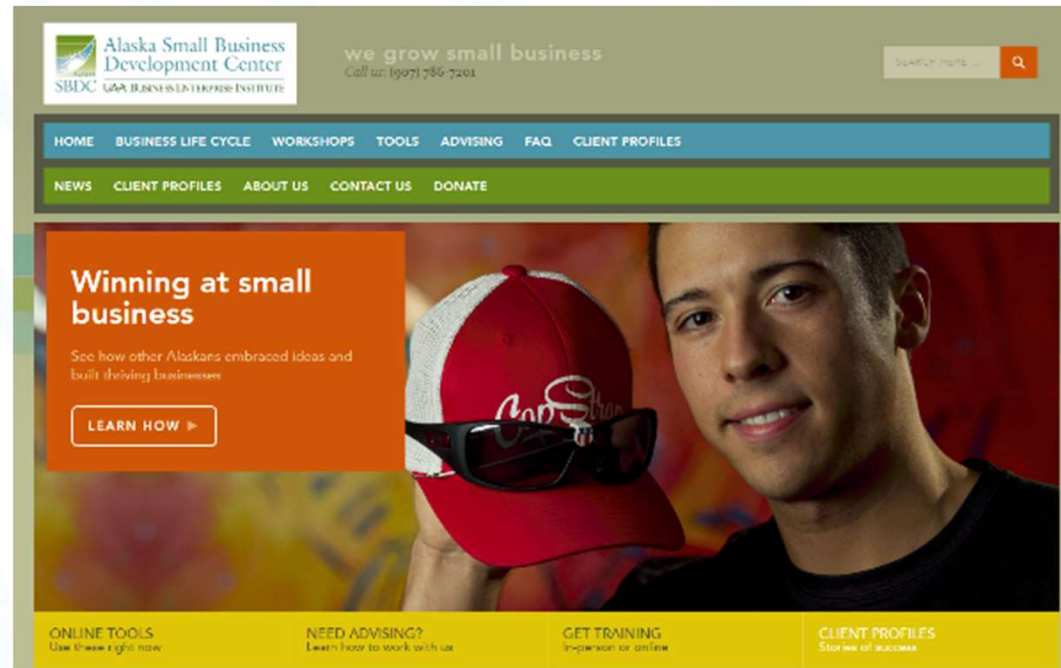 Alaska Small Business
Development Center
SBDC UAA BUSINESS ENTERPRISE INSTITUTE
we grow small business
Call us: (907) 786-7201
SEARCH HERE ...
HOME BUSINESS LIFE CYCLE WORKSHOPS TOOLS ADVISING FAQ CLIENT PROFILES
NEWS CLIENT PROFILES ABOUT US CONTACT US DONATE
Winning at small
business
See how other Alaskans embraced ideas and
built thriving businesses
LEARN HOW
ONLINE TOOLS
Use these right now
NEED ADVISING?
Learn how to work with us
GET TRAINING
In-person or online
CLIENT PROFILES
Stories of success